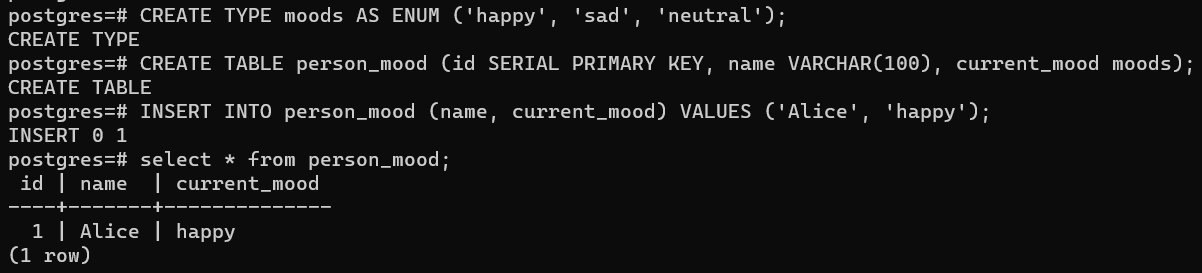 postgres=# CREATE TYPE moods AS ENUM ('happy', 'sad', 'neutral');
CREATE TYPE
postgres=# CREATE TABLE person_mood (id SERIAL PRIMARY KEY, name VARCHAR(100), current_mood moods);
CREATE TABLE
postgres=# INSERT INTO person_mood (name, current_mood) VALUES ('Alice', 'happy');
INSERT 0 1
postgres=# select * from person_mood;
 id | name  | current_mood
----+-------+--------------
  1 | Alice | happy
(1 row)